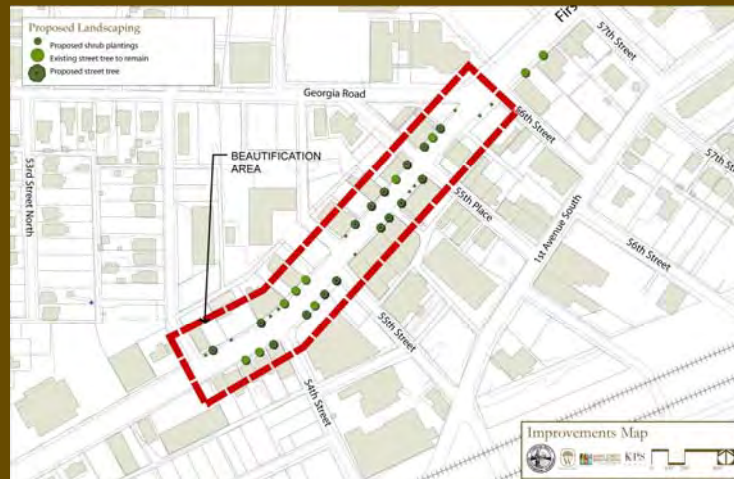 Proposed Landscaping
Proposed shrub plantings
Existing street tree to remain
Proposed street tree
Firs
57th Street
Georgia Road
56th Street
53rd Street North
BEAUTIFICATION
AREA
57th St
55th Place
1st Avenue South
56th Street
55th Street
54th Street
Improvements Map
KPS